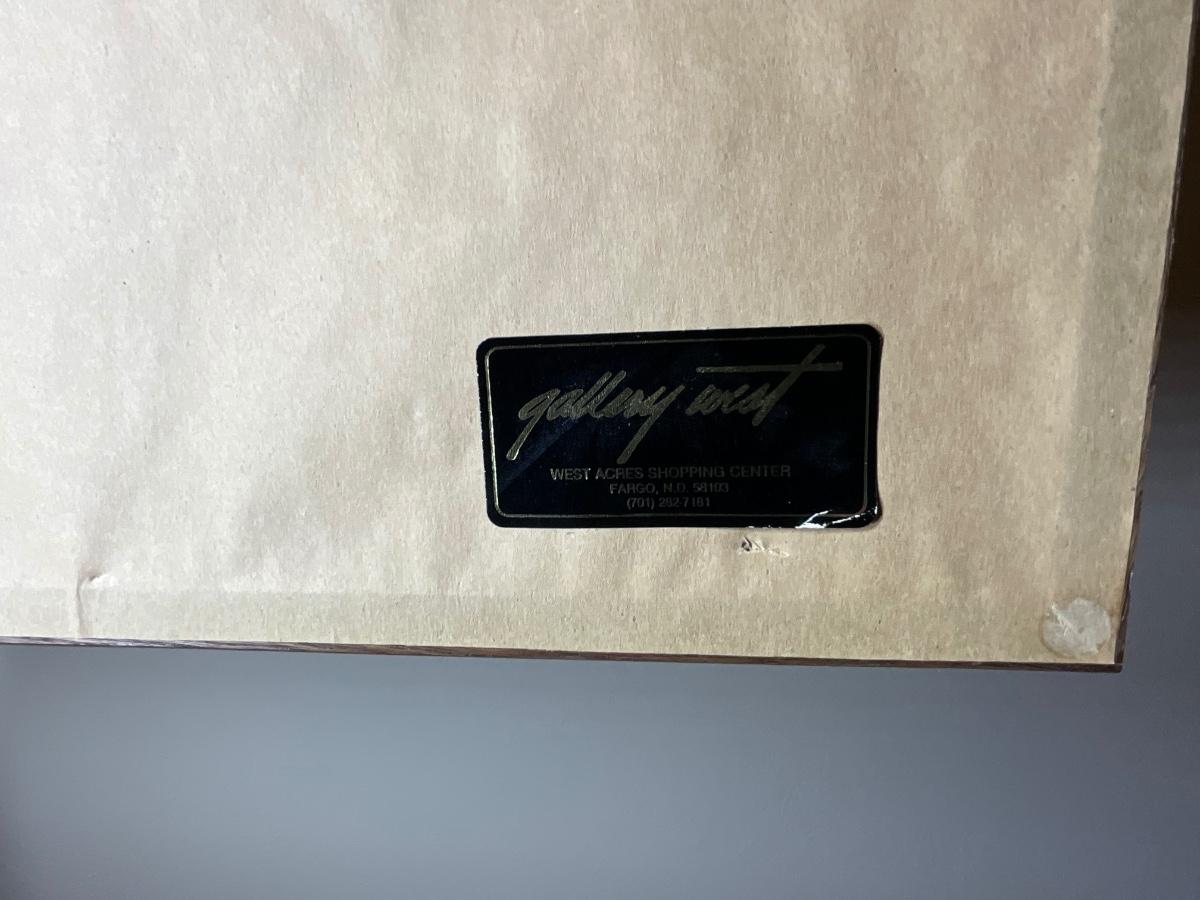 gallery west
WEST ACRES SHOPPING CENTER
FARGO, N.D. 58103
(701) 282-7181